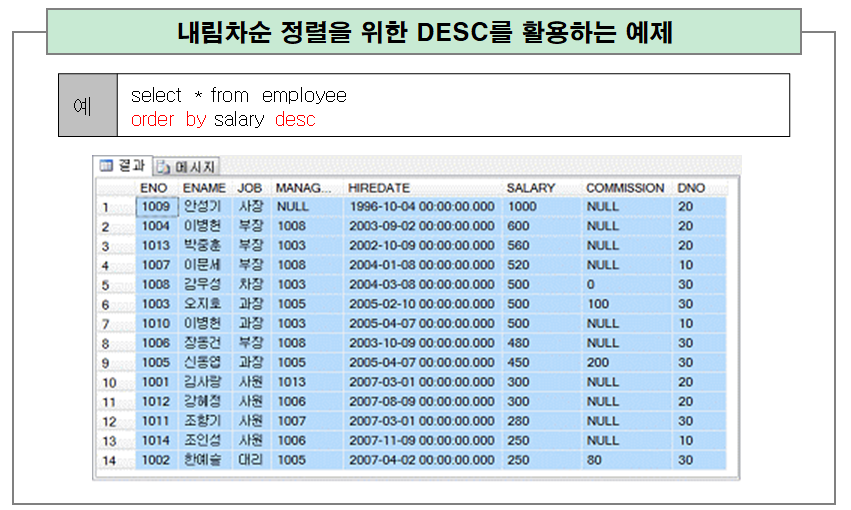 내림차순 정렬을 위한 DESC를 활용하는 예제
예
select * from employee
order by salary desc
결과 메시지
ENO ENAME JOB MANAG... HIREDATE SALARY COMMISSION DNO
1 1009 안성기 사장 NULL 1996-10-04 00:00:00.000 1000 NULL 20
2 1004 이병헌 부장 1008 2003-09-02 00:00:00.000 600 NULL 20
3 1013 박중훈 부장 1003 2002-10-09 00:00:00.000 560 NULL 20
4 1007 이문세 부장 1008 2004-01-08 00:00:00.000 520 NULL 10
5 1008 감우성 차장 1003 2004-03-08 00:00:00.000 500 0 30
6 1003 오지호 과장 1005 2005-02-10 00:00:00.000 500 100 30
7 1010 이병헌 과장 1003 2005-04-07 00:00:00.000 500 NULL 10
8 1006 장동건 부장 1008 2003-10-09 00:00:00.000 480 NULL 30
9 1005 신동엽 과장 1005 2005-04-07 00:00:00.000 450 200 30
10 1001 김사랑 사원 1013 2007-03-01 00:00:00.000 300 NULL 20
11 1012 강혜정 사원 1006 2007-08-09 00:00:00.000 300 NULL 20
12 1011 조향기 사원 1007 2007-03-01 00:00:00.000 280 NULL 30
13 1014 조인성 사원 1006 2007-11-09 00:00:00.000 250 NULL 10
14 1002 한예슬 대리 1005 2007-04-02 00:00:00.000 250 80 30